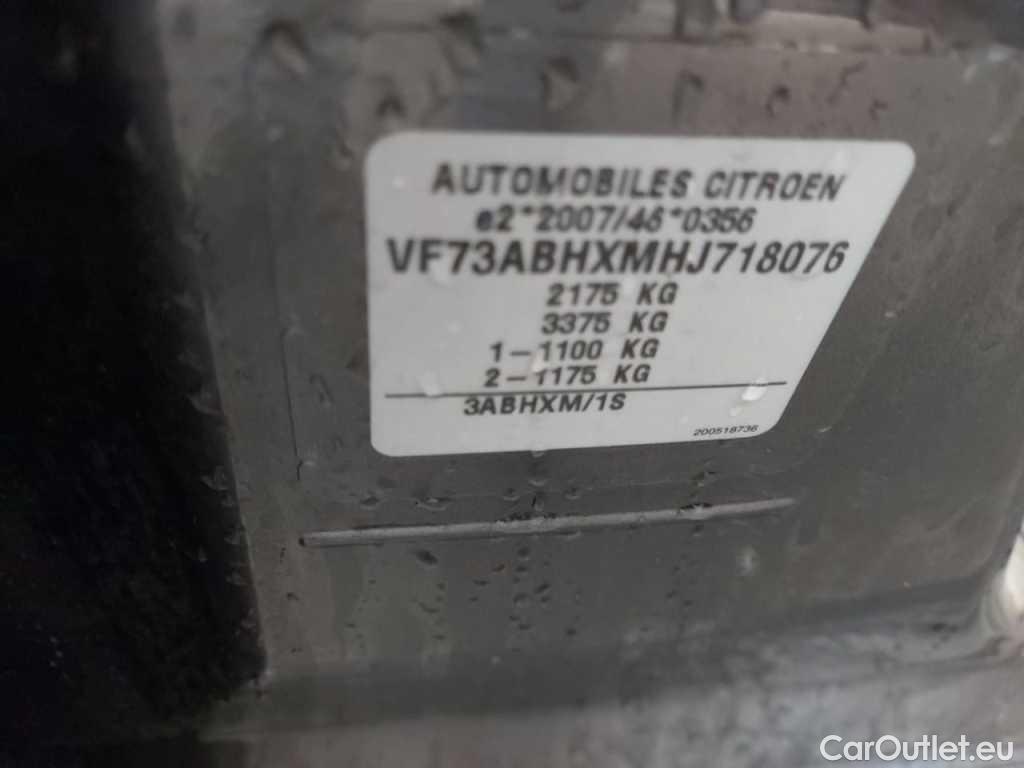 AUTOMOBILES CITROEN
e2*2007/46*0356
VF73ABHXMHJ718076
2175 KG
3375 KG
1-1100 KG
2-1175 KG
3ABHXM/1S
200518736
CarOutlet.eu